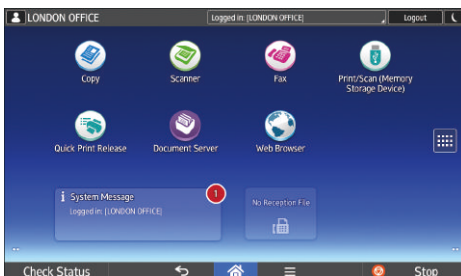 LONDON OFFICE
Logged in: [LONDON OFFICE]
Logout
Copy
Scanner
Fax
Print/Scan (Memory
Storage Device)
Quick Print Release
Document Server
Web Browser
i System Message
1
Logged in: [LONDON OFFICE]
No Reception File
Check Status
Stop